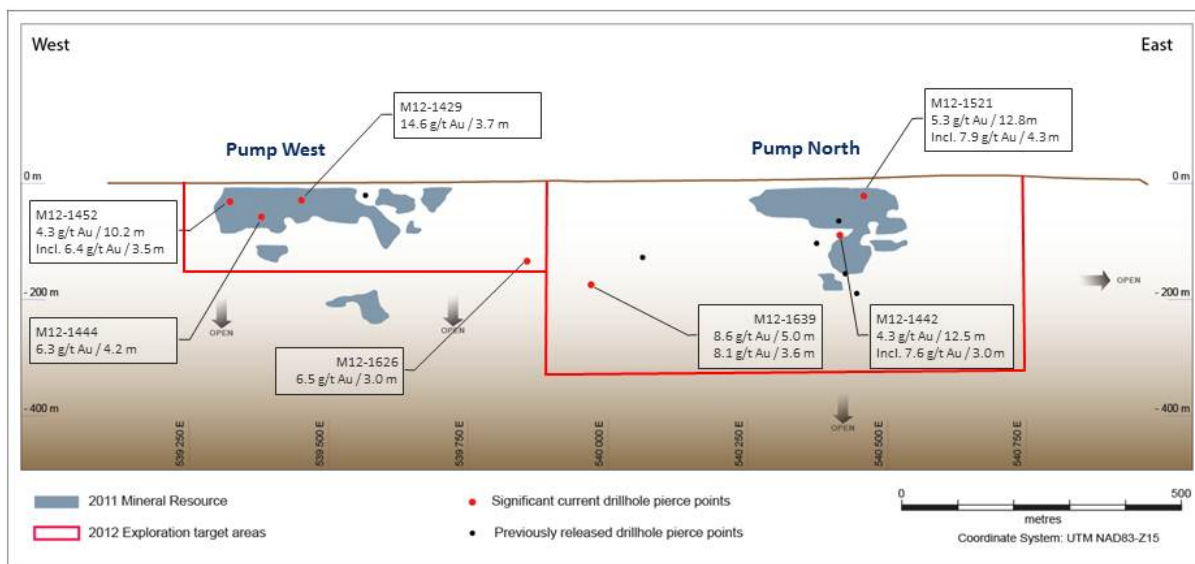 West
East
M12-1429
14.6 g/t Au / 3.7 m
M12-1521
5.3 g/t Au / 12.8m
Incl. 7.9 g/t Au / 4.3 m
Pump West
Pump North
0 m
0 m
M12-1452
4.3 g/t Au / 10.2 m
Incl. 6.4 g/t Au / 3.5 m
- 200 m
- 200 m
OPEN
OPEN
OPEN
M12-1444
6.3 g/t Au / 4.2 m
M12-1626
6.5 g/t Au / 3.0 m
M12-1639
8.6 g/t Au / 5.0 m
8.1 g/t Au / 3.6 m
M12-1442
4.3 g/t Au / 12.5 m
Incl. 7.6 g/t Au / 3.0 m
- 400 m
- 400 m
OPEN
539 250 E
539 500 E
539 750 E
540 000 E
540 250 E
540 500 E
540 750 E
2011 Mineral Resource
2012 Exploration target areas
Significant current drillhole pierce points
Previously released drillhole pierce points
0
500
metres
Coordinate System: UTM NAD83-Z15